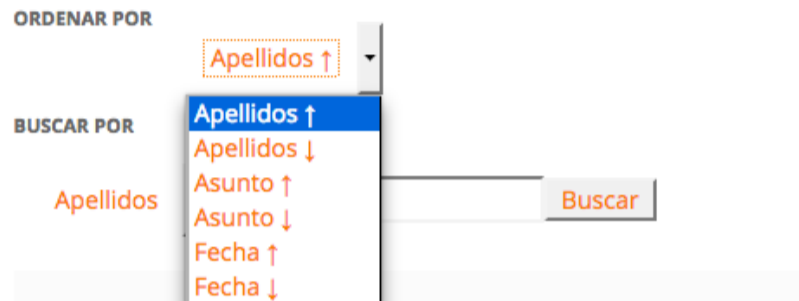 ORDENAR POR
Apellidos ↑
Apellidos ↑
BUSCAR POR
Apellidos ↓
Asunto ↑
Apellidos
Buscar
Asunto ↓
Fecha ↑
Fecha ↓